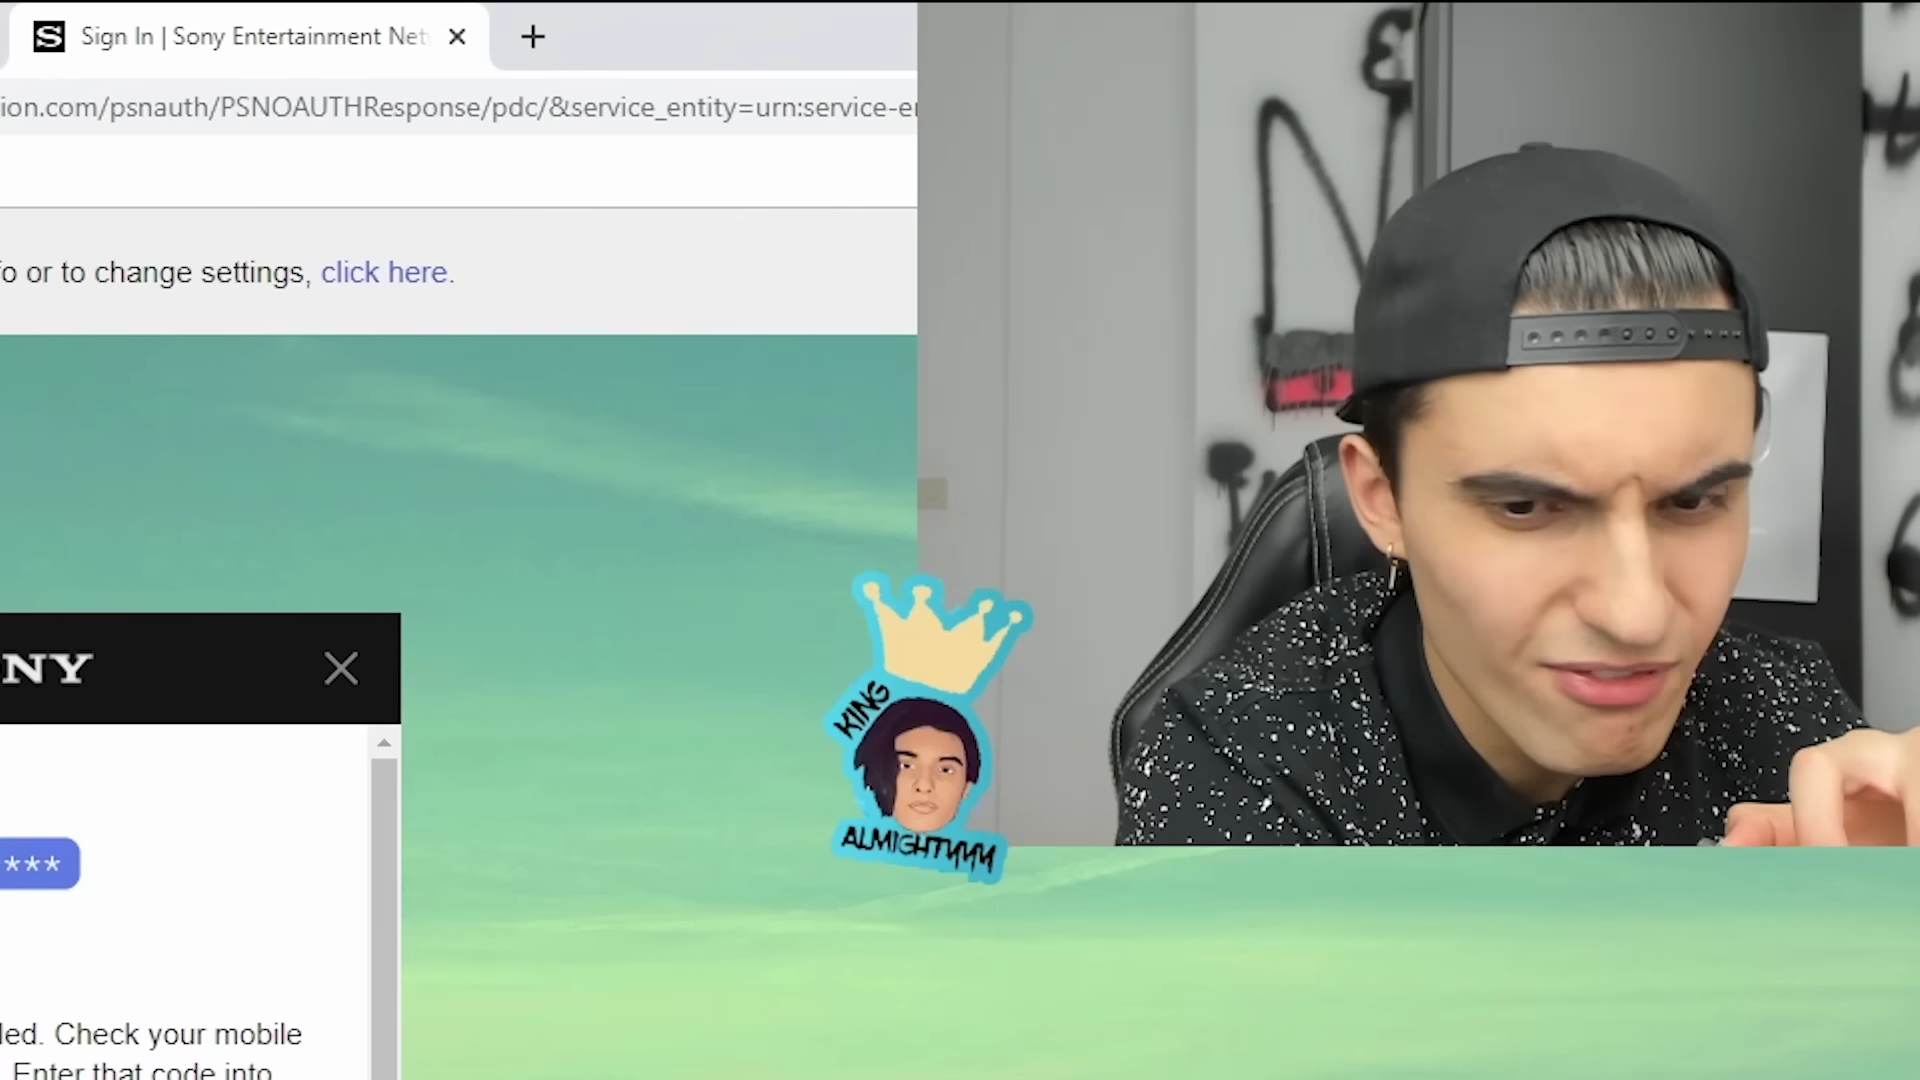 S Sign In | Sony Entertainment Net
ion.com/psnauth/PSNOAUTHResponse/pdc/&service_entity=urn:service-e
fo or to change settings, click here.
NY
***
KING
ALMIGHTYYY
led. Check your mobile
. Enter that code into